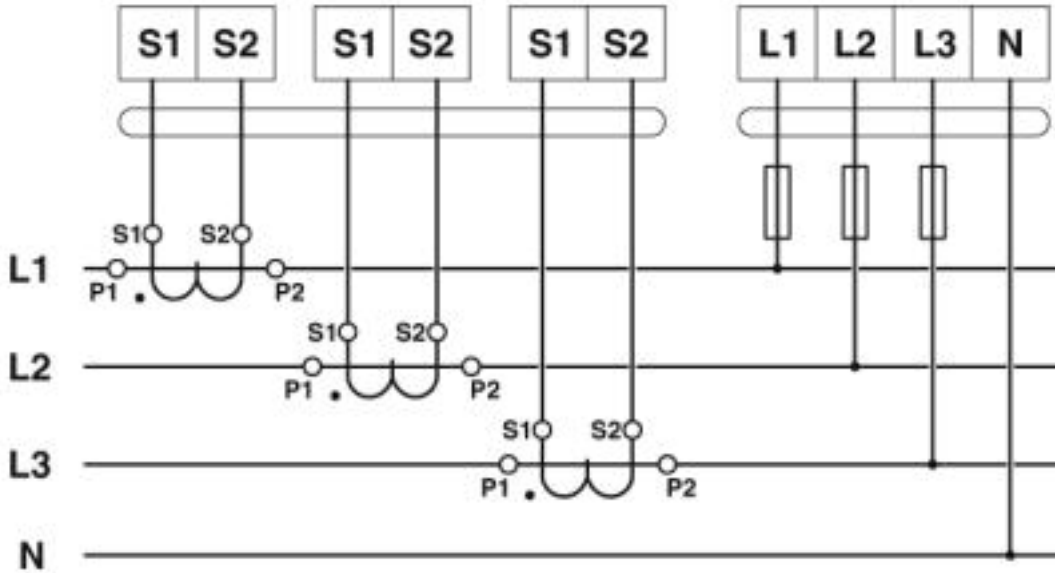 S1 S2 S1 S2 S1 S2 L1 L2 L3 N
S1 S2
L1 P1 P2
S1 S2
L2 P1 P2
S1 S2
L3 P1 P2
N